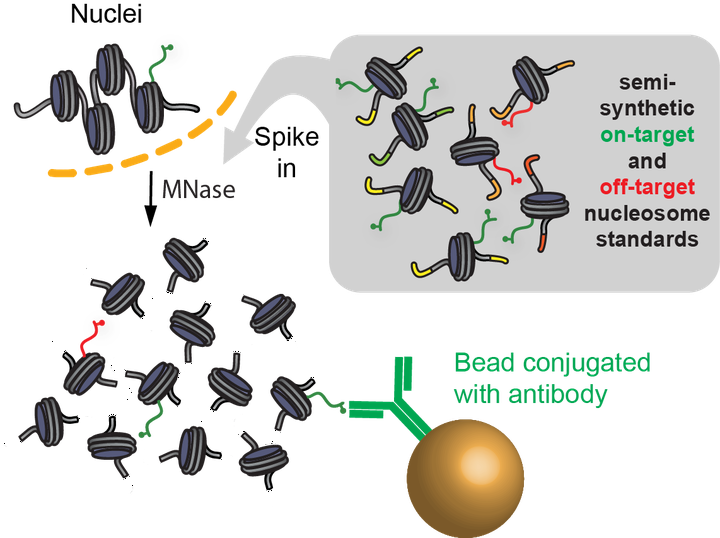 Nuclei
MNase
Spike
in
semi-
synthetic
on-target
and
off-target
nucleosome
standards
Bead conjugated
with antibody